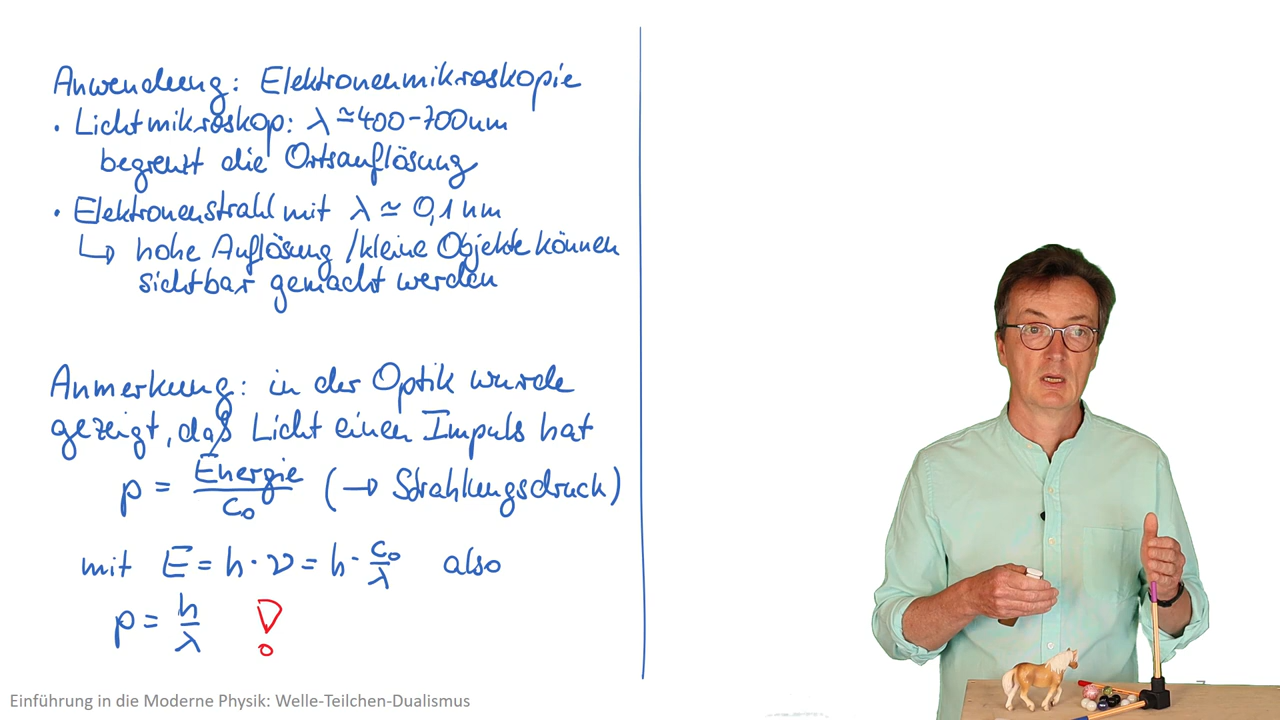 Anwendung: Elektronenmikroskopie
• Lichtmikroskop: λ ≃ 400-700nm
begrenzt die Ortsauflösung
• Elektronenstrahl mit λ ≃ 0,1 nm
↳ hohe Auflösung / kleine Objekte können
sichtbar gemacht werden
Anmerkung: in der Optik wurde
gezeigt, daß Licht einen Impuls hat
p = Energie / c₀ (→ Strahlungsdruck)
mit E = h · ν = h · c₀/λ also
p = h/λ !
Einführung in die Moderne Physik: Welle-Teilchen-Dualismus